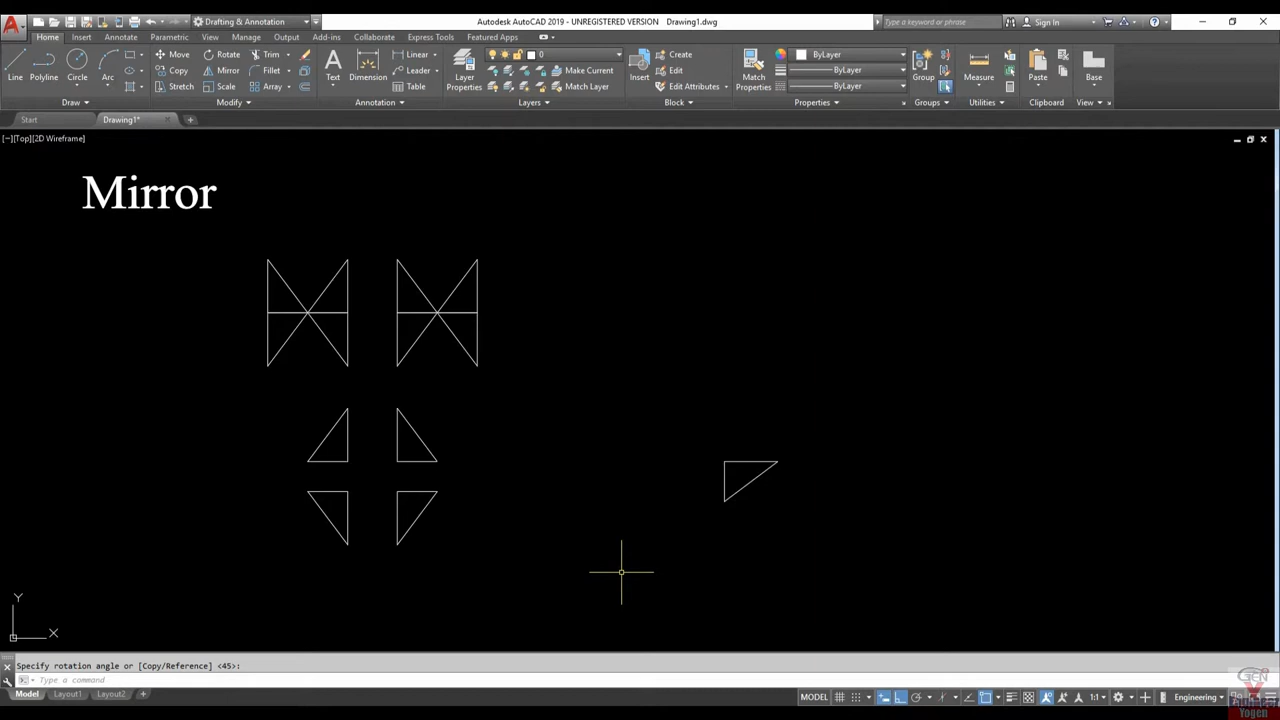 Drafting & Annotation
Autodesk AutoCAD 2019 - UNREGISTERED VERSION Drawing1.dwg
Type a keyword or phrase
Sign In
Home Insert Annotate Parametric View Manage Output Add-ins Collaborate Express Tools Featured Apps
Line Polyline Circle Arc
Move Rotate Trim
Copy Mirror Fillet
Stretch Scale Array
Text Dimension
Linear
Leader
Table
Layer Properties
0
Make Current
Match Layer
Insert
Create
Edit
Edit Attributes
Match Properties
ByLayer
ByLayer
ByLayer
Group
Measure
Paste
Base
Draw Modify Annotation Layers Block Properties Groups Utilities Clipboard View
Start Drawing1*
[−][Top][2D Wireframe]
Mirror
Y
X
Specify rotation angle or [Copy/Reference] <45>:
Type a command
Model Layout1 Layout2
MODEL 1:1 Engineering
Yogen